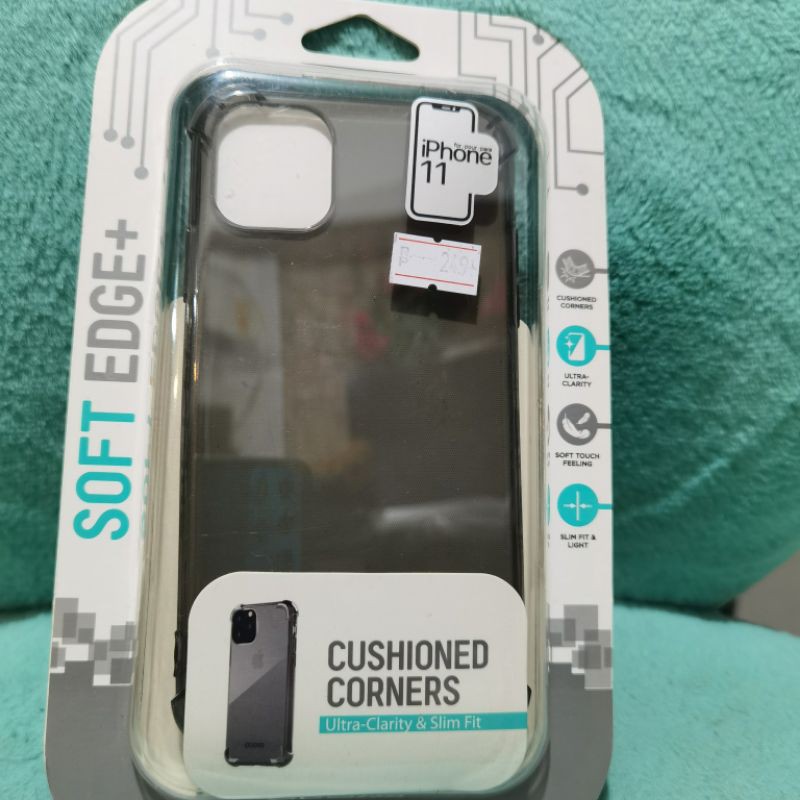 SOFT EDGE+
for your care
iPhone
11
CUSHIONED
CORNERS
ULTRA-
CLARITY
SOFT TOUCH
FEELING
SLIM FIT &
LIGHT
CUSHIONED
CORNERS
Ultra-Clarity & Slim Fit